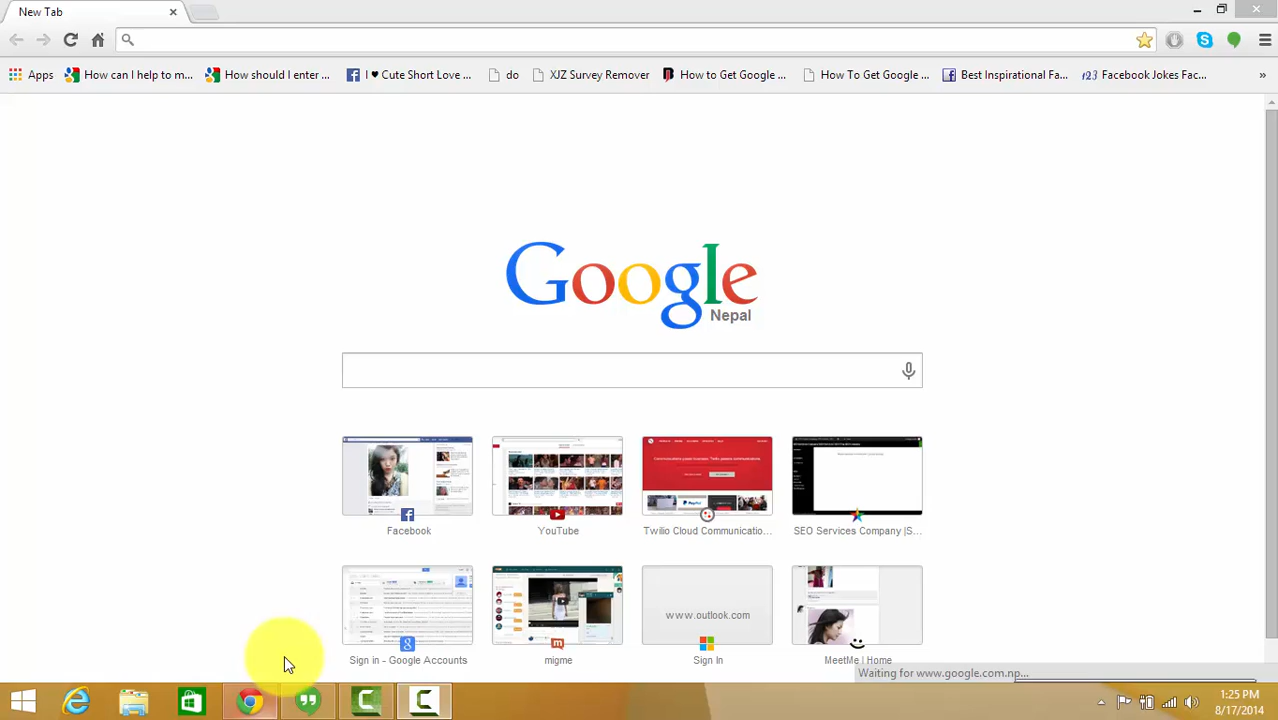 New Tab
Apps
How can I help to m...
How should I enter ...
I ♥ Cute Short Love ...
do
XJZ Survey Remover
How to Get Google ...
How To Get Google ...
Best Inspirational Fa...
123 Facebook Jokes Fac...
»
Google
Nepal
Facebook
YouTube
Twilio Cloud Communicatio...
SEO Services Company |S...
www.outlook.com
Sign in - Google Accounts
migme
Sign In
MeetMe | Home
Waiting for www.google.com.np...
1:25 PM
8/17/2014